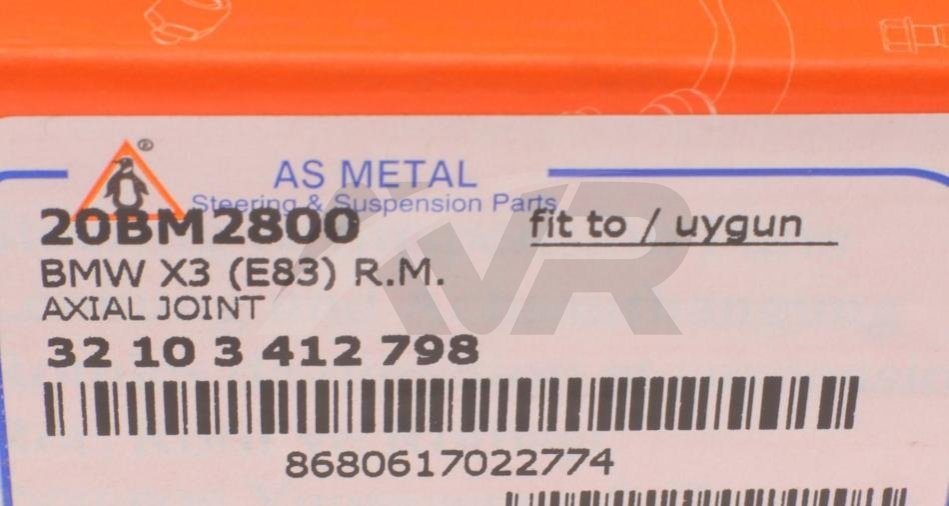 ®
AS METAL
Steering & Suspension Parts
20BM2800
fit to / uygun
BMW X3 (E83) R.M.
AXIAL JOINT
32 10 3 412 798
8680617022774